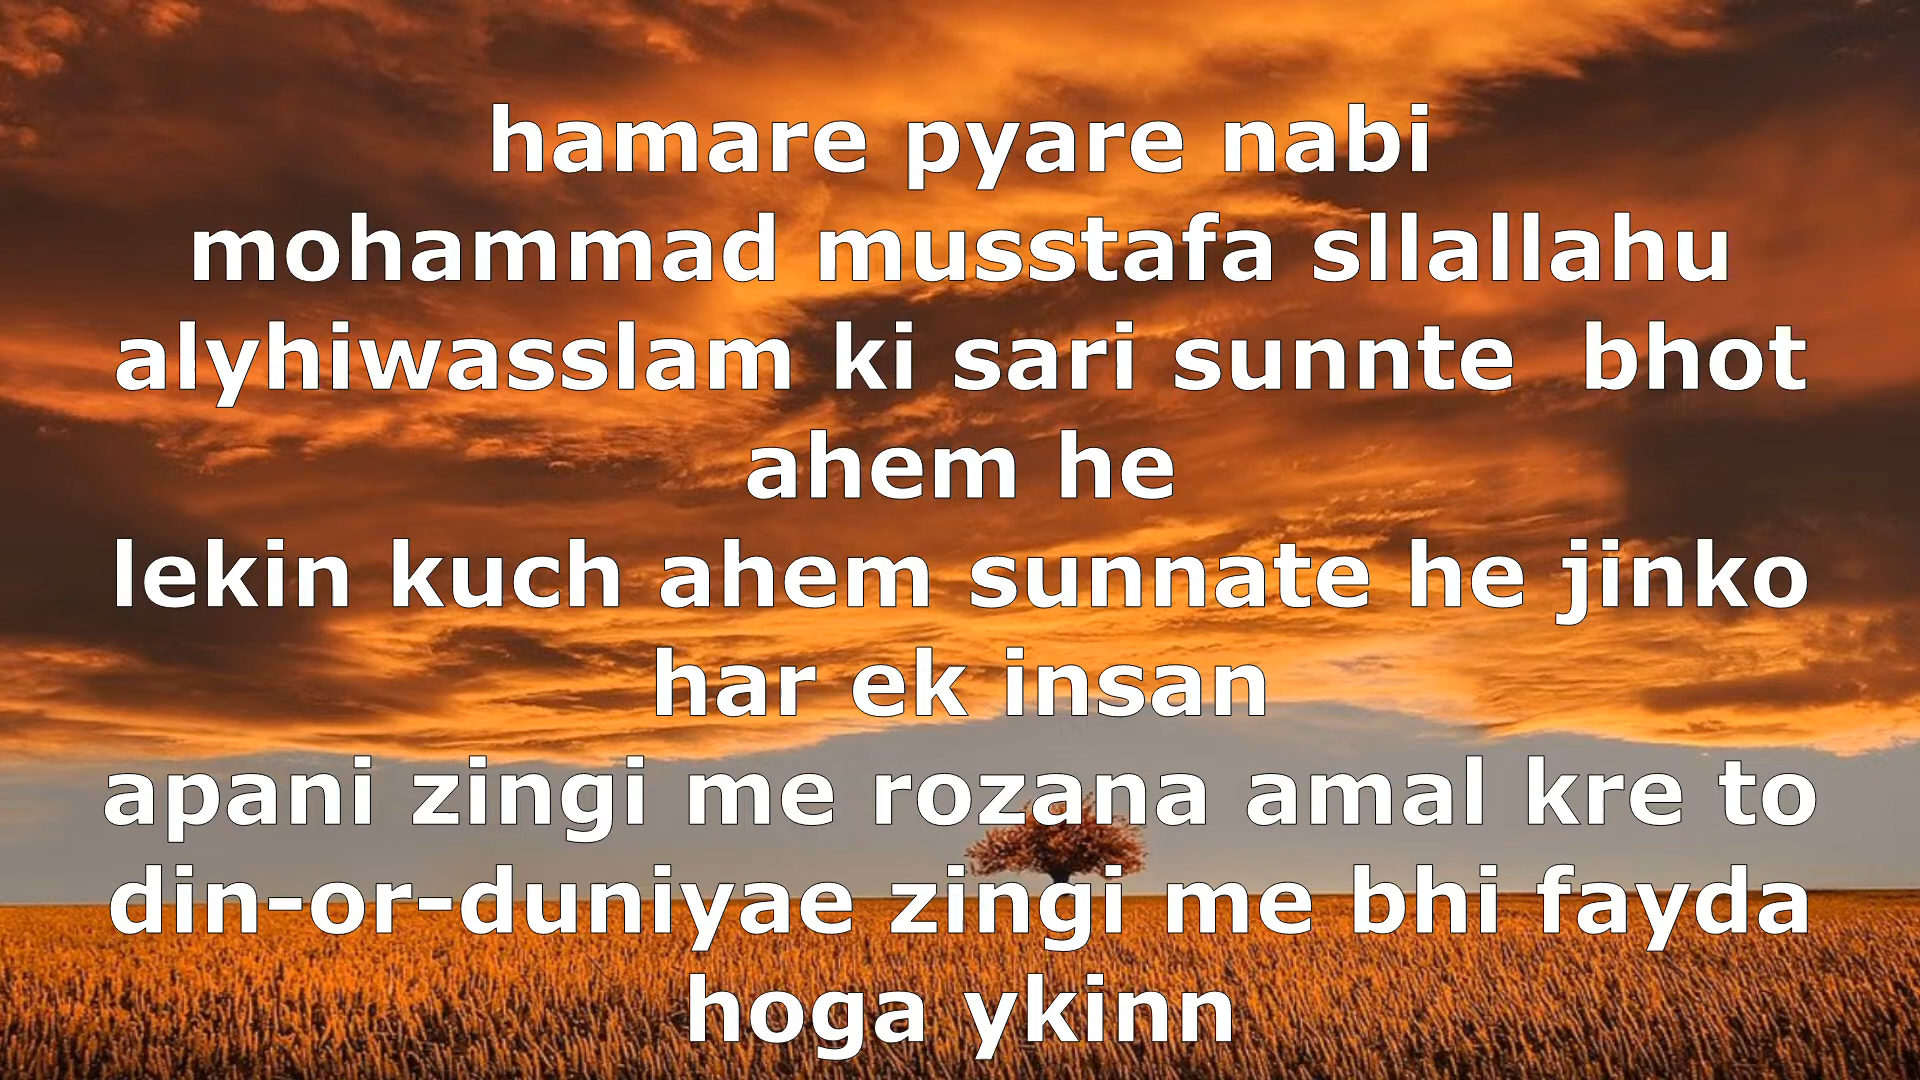 hamare pyare nabi
mohammad musstafa sllallahu
alyhiwasslam ki sari sunnte  bhot
ahem he
lekin kuch ahem sunnate he jinko
har ek insan
apani zingi me rozana amal kre to
din-or-duniyae zingi me bhi fayda
hoga ykinn